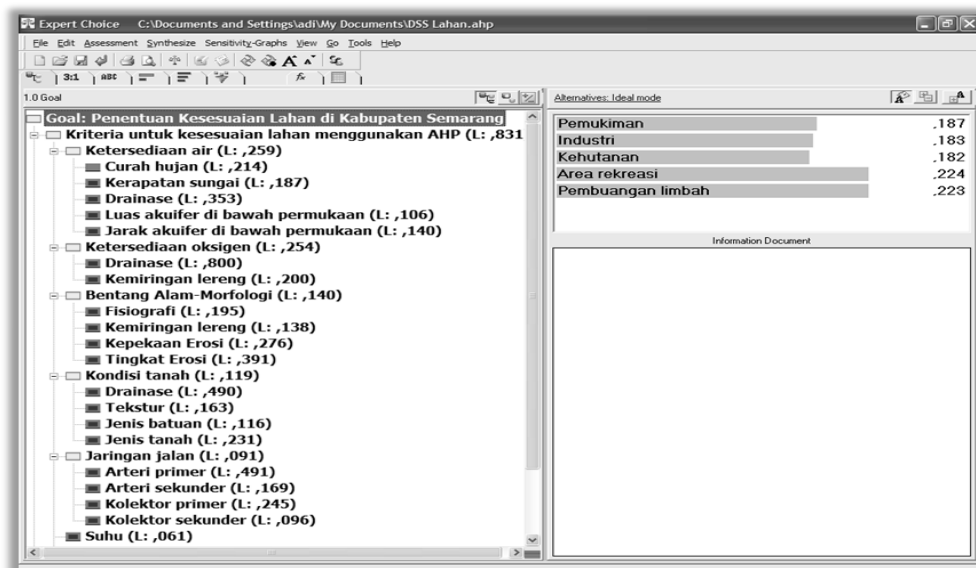 Expert Choice C:\Documents and Settings\adi\My Documents\DSS Lahan.ahp
File Edit Assessment Synthesize Sensitivity-Graphs View Go Tools Help
3:1 ABC
1.0 Goal
Goal: Penentuan Kesesuaian Lahan di Kabupaten Semarang
Kriteria untuk kesesuaian lahan menggunakan AHP (L: ,831
Ketersediaan air (L: ,259)
Curah hujan (L: ,214)
Kerapatan sungai (L: ,187)
Drainase (L: ,353)
Luas akuifer di bawah permukaan (L: ,106)
Jarak akuifer di bawah permukaan (L: ,140)
Ketersediaan oksigen (L: ,254)
Drainase (L: ,800)
Kemiringan lereng (L: ,200)
Bentang Alam-Morfologi (L: ,140)
Fisiografi (L: ,195)
Kemiringan lereng (L: ,138)
Kepekaan Erosi (L: ,276)
Tingkat Erosi (L: ,391)
Kondisi tanah (L: ,119)
Drainase (L: ,490)
Tekstur (L: ,163)
Jenis batuan (L: ,116)
Jenis tanah (L: ,231)
Jaringan jalan (L: ,091)
Arteri primer (L: ,491)
Arteri sekunder (L: ,169)
Kolektor primer (L: ,245)
Kolektor sekunder (L: ,096)
Suhu (L: ,061)
Alternatives: Ideal mode
Pemukiman ,187
Industri ,183
Kehutanan ,182
Area rekreasi ,224
Pembuangan limbah ,223
Information Document